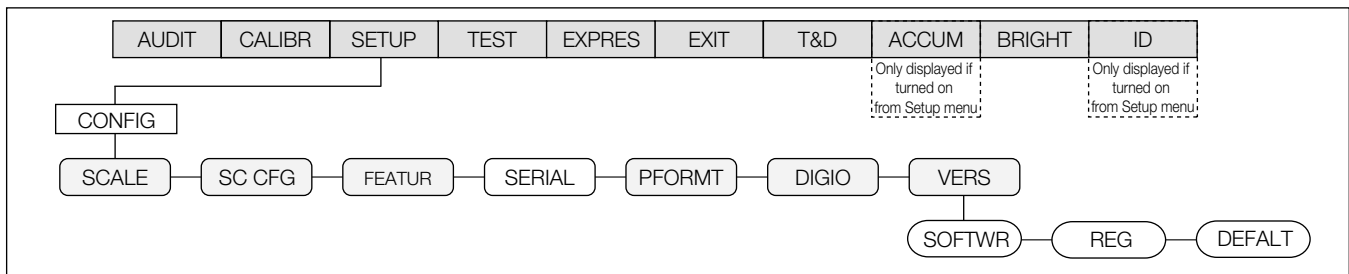 AUDIT CALIBR SETUP TEST EXPRES EXIT T&D ACCUM BRIGHT ID
Only displayed if
turned on
from Setup menu
Only displayed if
turned on
from Setup menu
CONFIG
SCALE SC CFG FEATUR SERIAL PFORMT DIGIO VERS
SOFTWR REG DEFALT